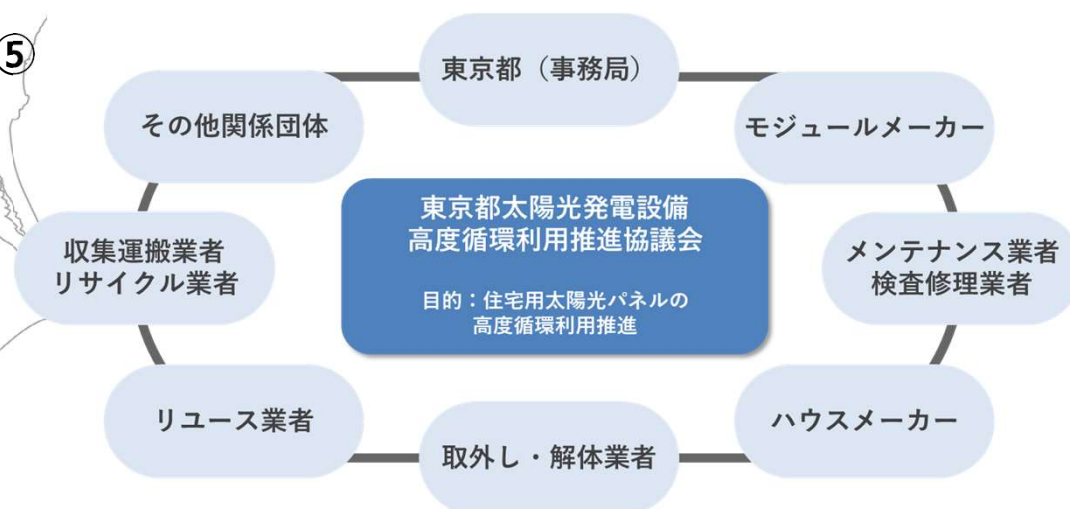 ⑤
東京都（事務局）
その他関係団体
モジュールメーカー
東京都太陽光発電設備
高度循環利用推進協議会
目的：住宅用太陽光パネルの
高度循環利用推進
収集運搬業者
リサイクル業者
メンテナンス業者
検査修理業者
リユース業者
ハウスメーカー
取外し・解体業者